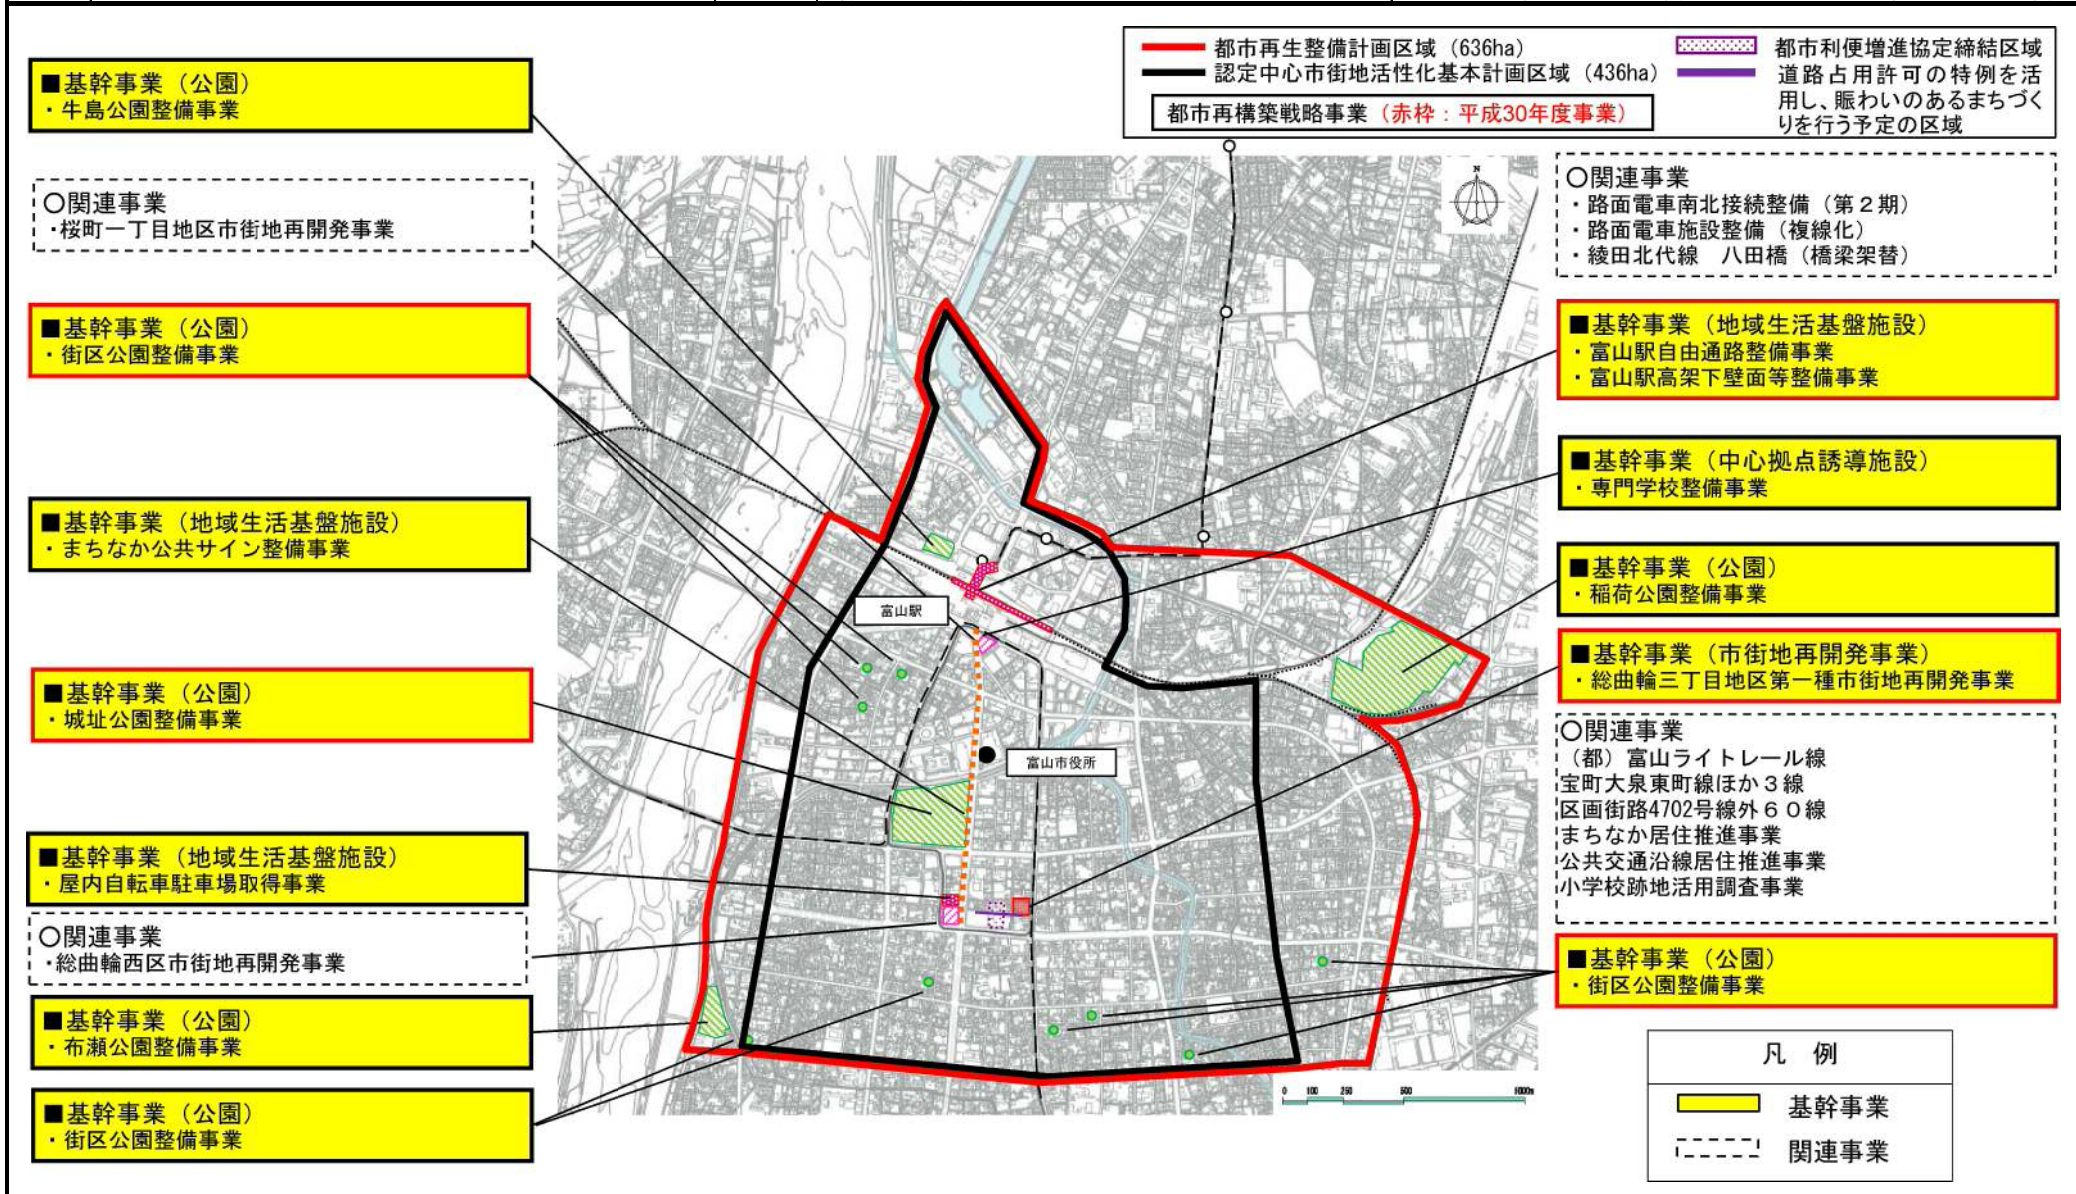 都市再生整備計画区域（636ha）
認定中心市街地活性化基本計画区域（436ha）
都市再構築戦略事業（赤枠：平成30年度事業）
都市利便増進協定締結区域
道路占用許可の特例を活
用し、賑わいのあるまちづく
りを行う予定の区域
■基幹事業（公園）
・牛島公園整備事業
〇関連事業
・桜町一丁目地区市街地再開発事業
■基幹事業（公園）
・街区公園整備事業
■基幹事業（地域生活基盤施設）
・まちなか公共サイン整備事業
■基幹事業（公園）
・城址公園整備事業
■基幹事業（地域生活基盤施設）
・屋内自転車駐車場取得事業
〇関連事業
・総曲輪西区市街地再開発事業
■基幹事業（公園）
・布瀬公園整備事業
■基幹事業（公園）
・街区公園整備事業
N
富山駅
富山市役所
0 100 250 500 1000m
〇関連事業
・路面電車南北接続整備（第２期）
・路面電車施設整備（複線化）
・綾田北代線　八田橋（橋梁架替）
■基幹事業（地域生活基盤施設）
・富山駅自由通路整備事業
・富山駅高架下壁面等整備事業
■基幹事業（中心拠点誘導施設）
・専門学校整備事業
■基幹事業（公園）
・稲荷公園整備事業
■基幹事業（市街地再開発事業）
・総曲輪三丁目地区第一種市街地再開発事業
〇関連事業
（都）富山ライトレール線
宝町大泉東町線ほか３線
区画街路4702号線外６０線
まちなか居住推進事業
公共交通沿線居住推進事業
小学校跡地活用調査事業
■基幹事業（公園）
・街区公園整備事業
凡　例
基幹事業
関連事業